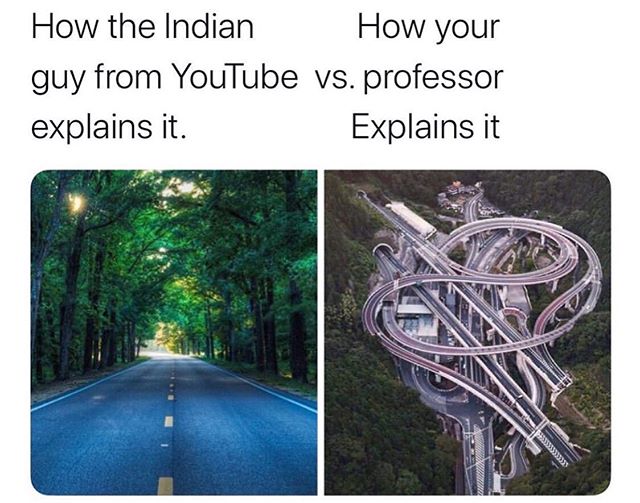 How the Indian How your
guy from YouTube vs. professor
explains it. Explains it